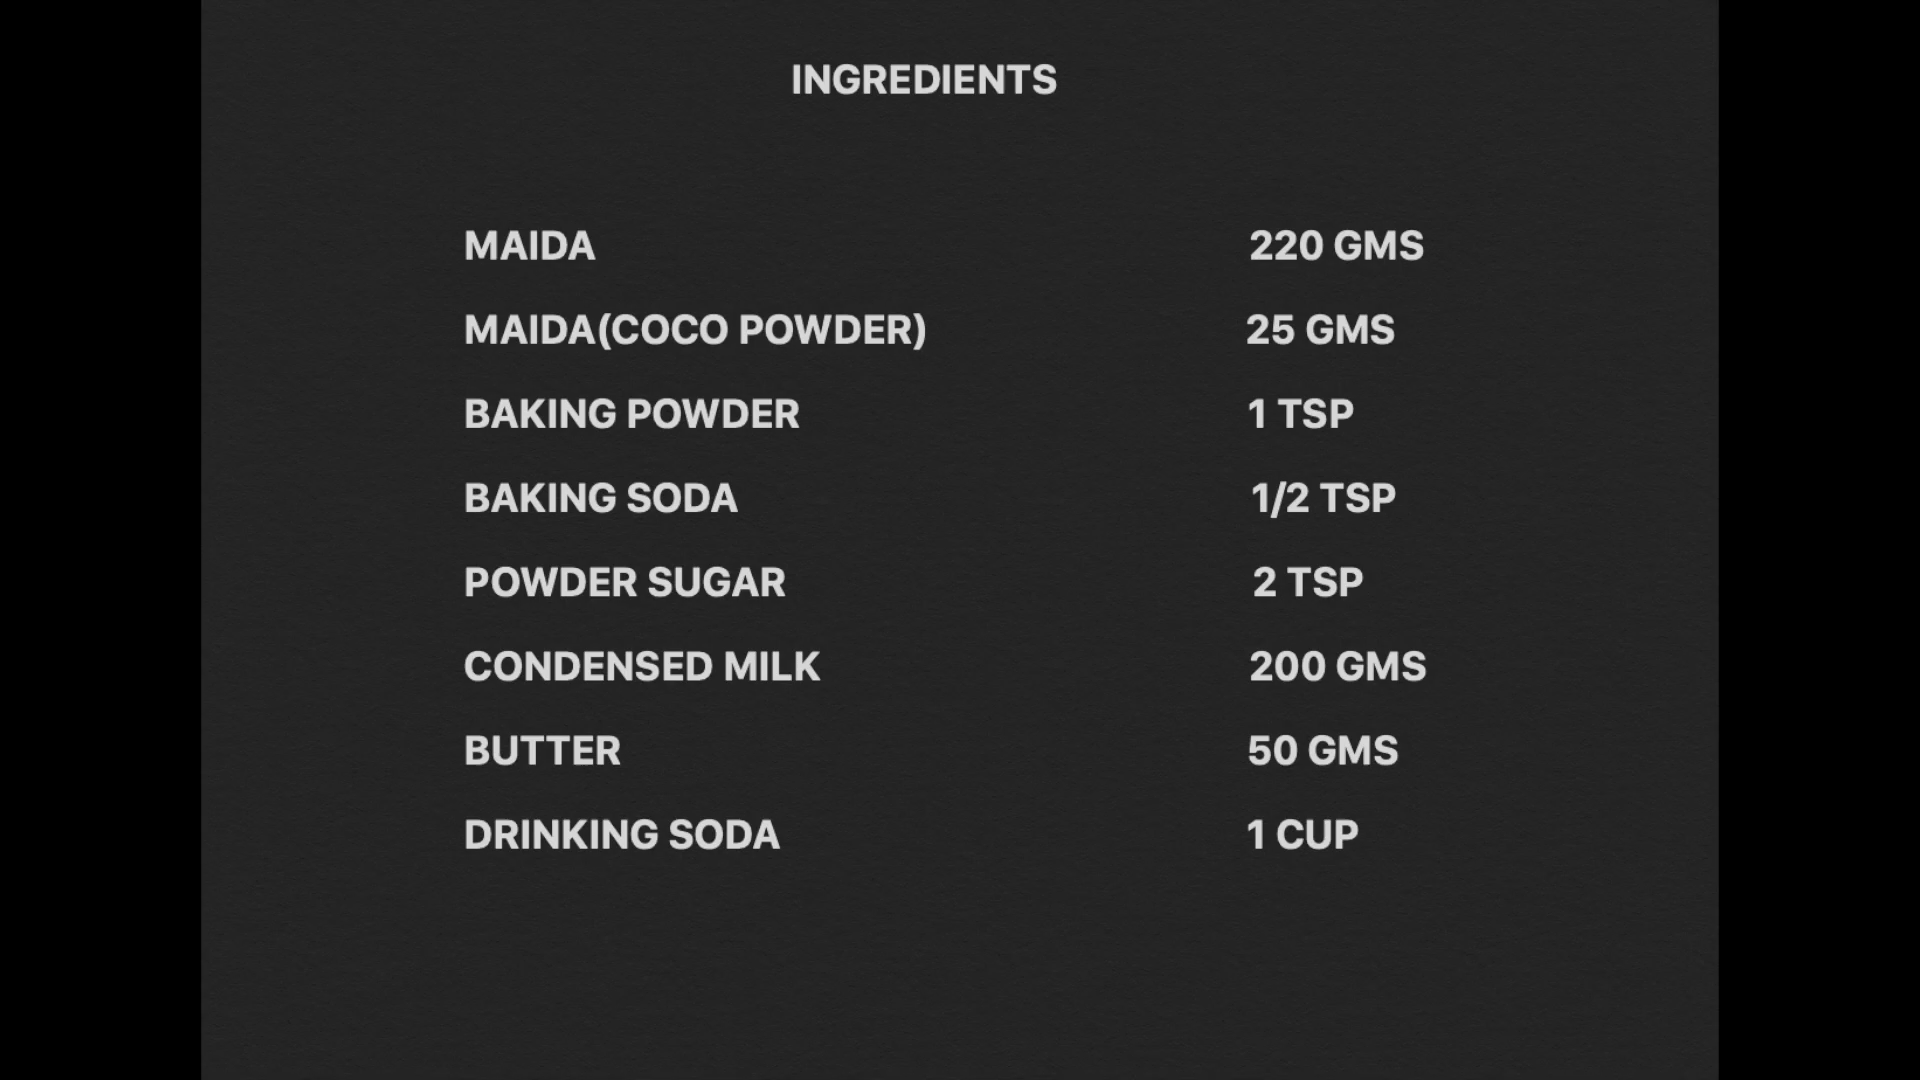 INGREDIENTS
MAIDA 220 GMS
MAIDA(COCO POWDER) 25 GMS
BAKING POWDER 1 TSP
BAKING SODA 1/2 TSP
POWDER SUGAR 2 TSP
CONDENSED MILK 200 GMS
BUTTER 50 GMS
DRINKING SODA 1 CUP